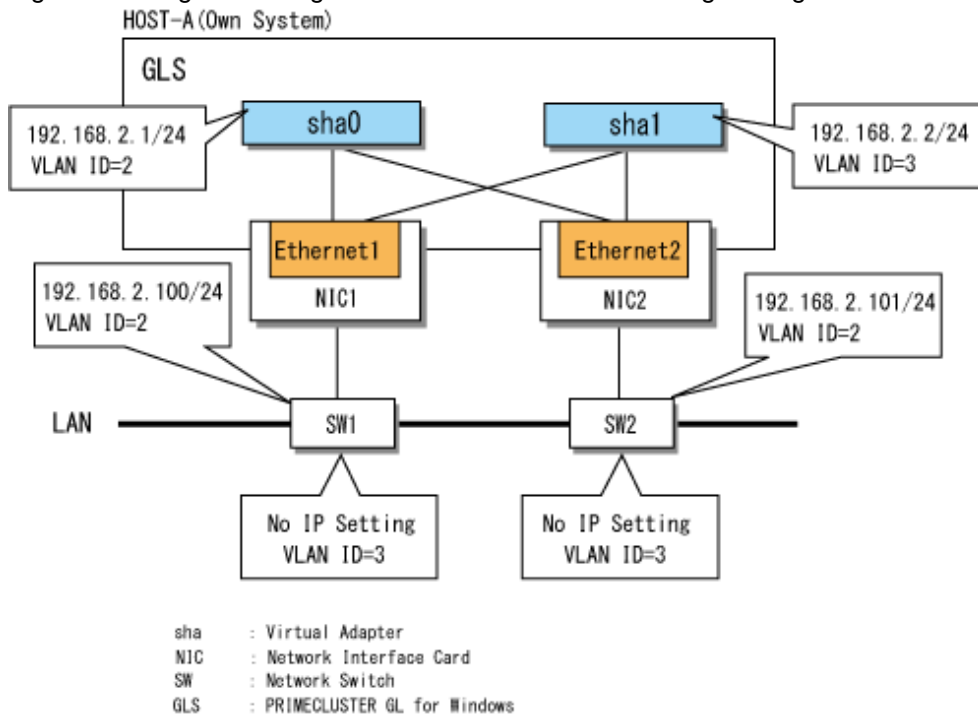 HOST-A(Own System)
GLS
sha0
sha1
192.168.2.1/24
VLAN ID=2
192.168.2.2/24
VLAN ID=3
Ethernet1
NIC1
Ethernet2
NIC2
192.168.2.100/24
VLAN ID=2
192.168.2.101/24
VLAN ID=2
LAN
SW1
SW2
No IP Setting
VLAN ID=3
No IP Setting
VLAN ID=3
sha : Virtual Adapter
NIC : Network Interface Card
SW : Network Switch
GLS : PRIMECLUSTER GL for Windows